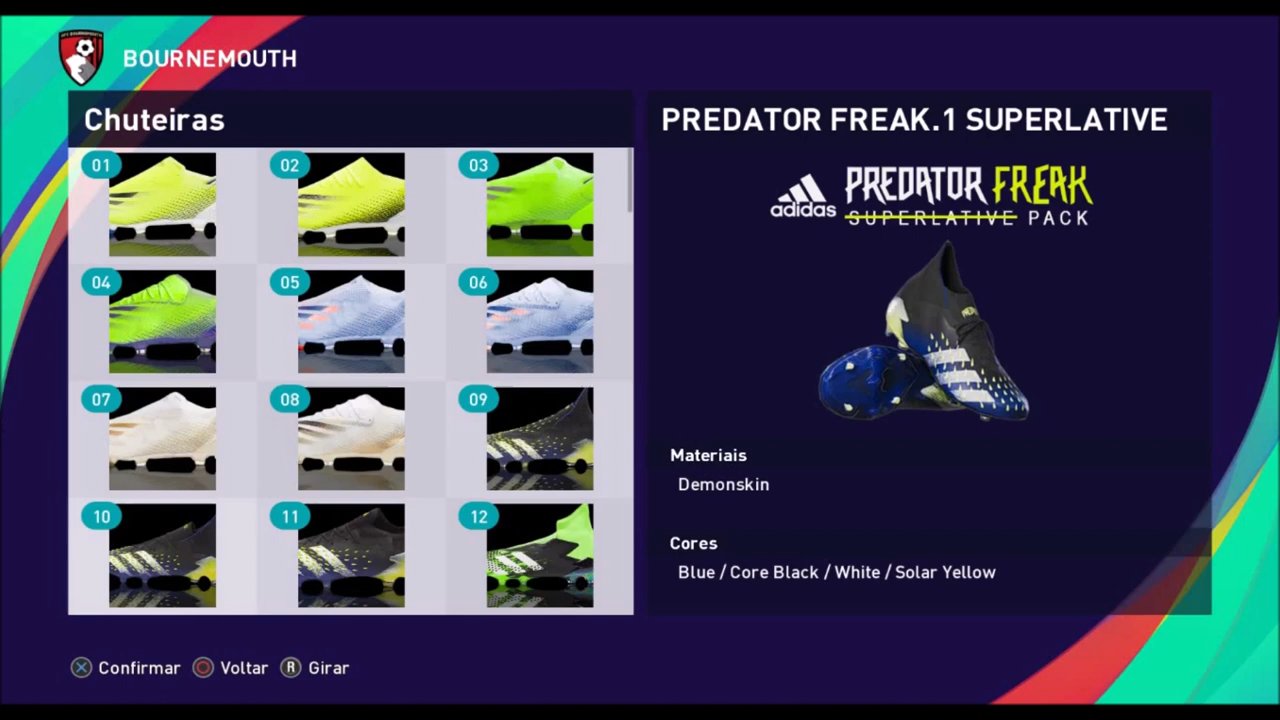 BOURNEMOUTH
Chuteiras
01
02
03
04
05
06
07
08
09
10
11
12
PREDATOR FREAK.1 SUPERLATIVE
adidas
PREDATOR FREAK
SUPERLATIVE PACK
Materiais
Demonskin
Cores
Blue / Core Black / White / Solar Yellow
Confirmar
Voltar
R Girar